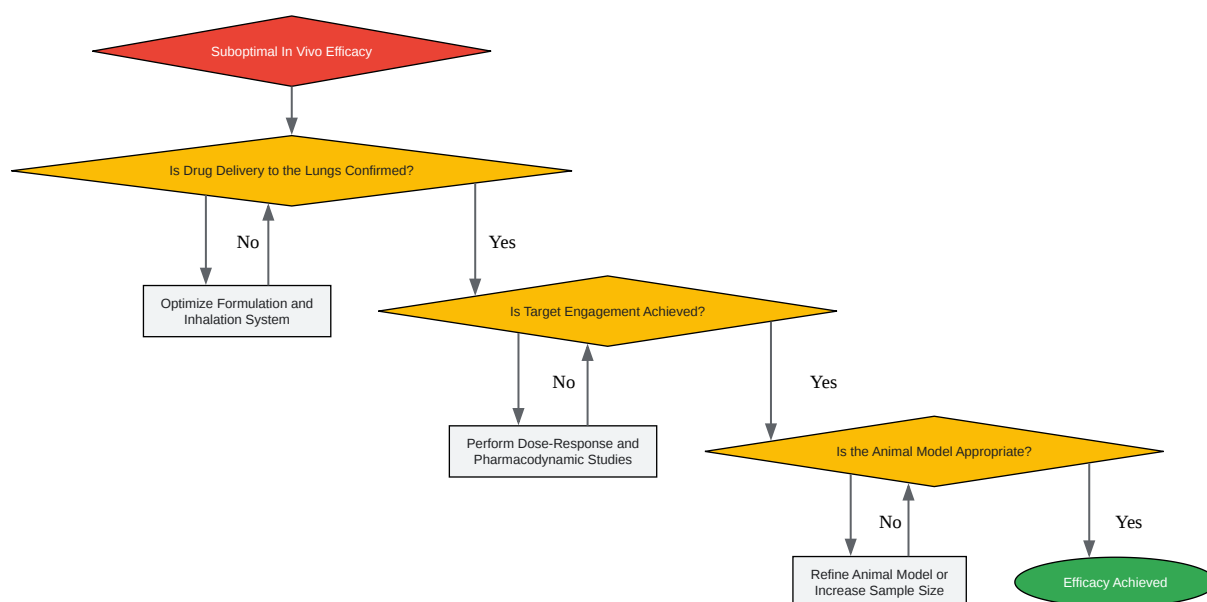 Suboptimal In Vivo Efficacy
Is Drug Delivery to the Lungs Confirmed?
No
Yes
Optimize Formulation and
Inhalation System
Is Target Engagement Achieved?
No
Yes
Perform Dose-Response and
Pharmacodynamic Studies
Is the Animal Model Appropriate?
No
Yes
Refine Animal Model or
Increase Sample Size
Efficacy Achieved